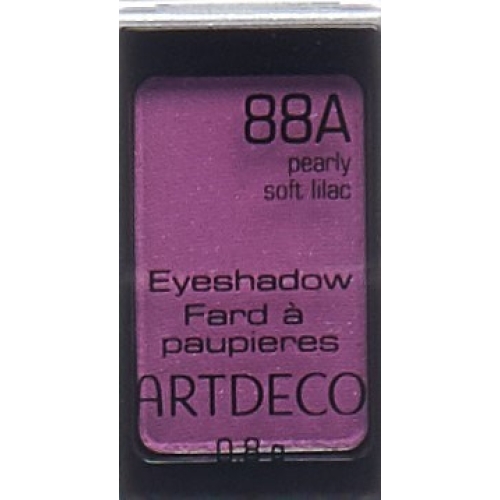 88A
pearly
soft lilac
Eyeshadow
Fard à
paupieres
ARTDECO
0.8 g